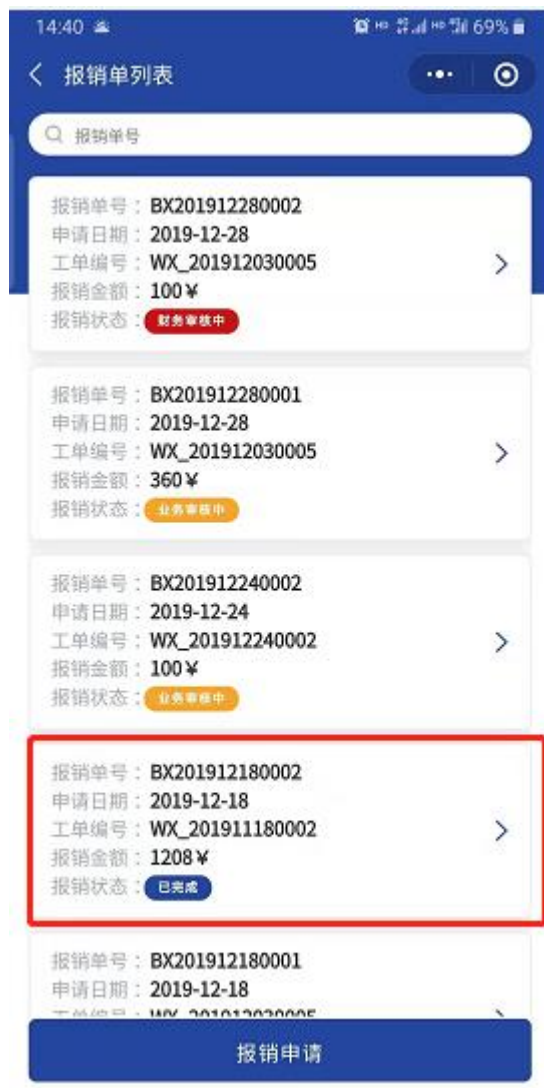 14:40 69%
报销单列表
报销单号
报销单号：BX201912280002
申请日期：2019-12-28
工单编号：WX_201912030005
报销金额：100¥
报销状态：财务审核中
报销单号：BX201912280001
申请日期：2019-12-28
工单编号：WX_201912030005
报销金额：360¥
报销状态：业务审核中
报销单号：BX201912240002
申请日期：2019-12-24
工单编号：WX_201912240002
报销金额：100¥
报销状态：业务审核中
报销单号：BX201912180002
申请日期：2019-12-18
工单编号：WX_201911180002
报销金额：1208¥
报销状态：已完成
报销单号：BX201912180001
申请日期：2019-12-18
报销申请